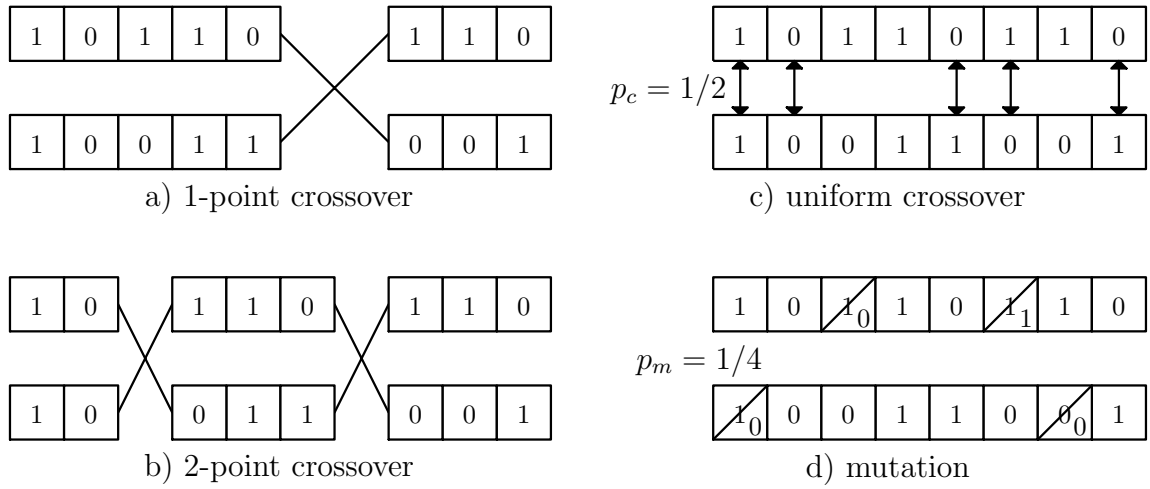 1 0 1 1 0 1 1 0
1 0 0 1 1 0 0 1
a) 1-point crossover
1 0 1 1 0 1 1 0
p_c = 1/2
1 0 0 1 1 0 0 1
c) uniform crossover
1 0 1 1 0 1 1 0
1 0 0 1 1 0 0 1
b) 2-point crossover
1 0 1 0 1 0 1 1 1 0
p_m = 1/4
1 0 0 0 1 1 0 0 0 1
d) mutation